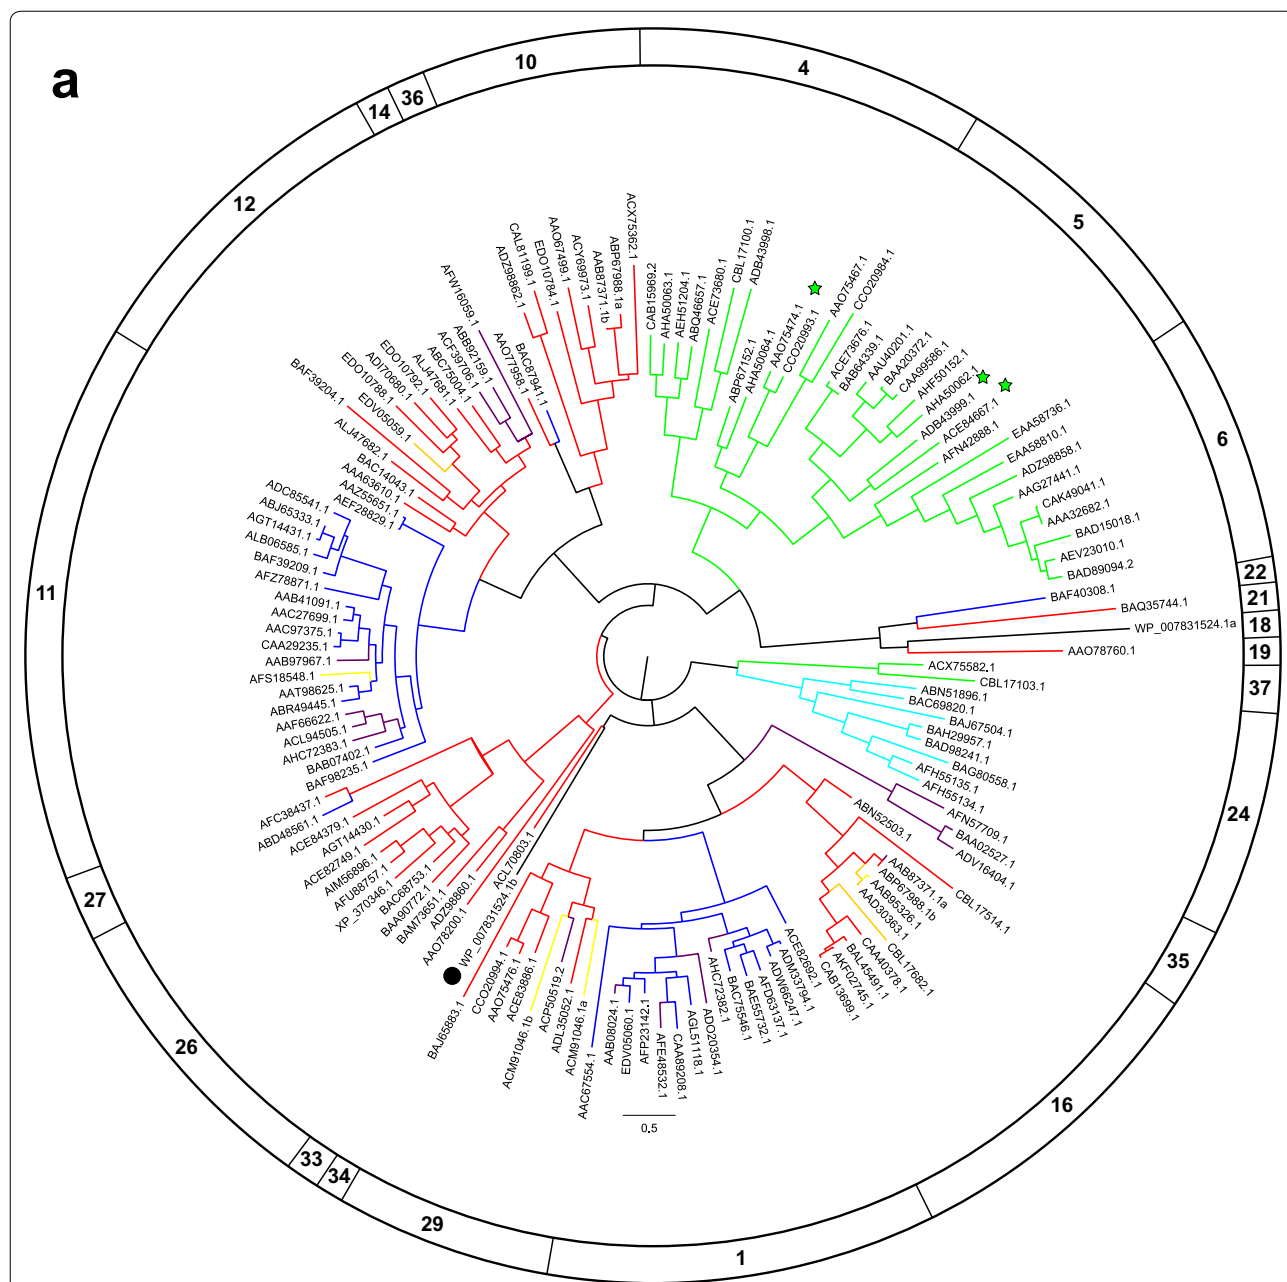 a
10
4
5
6
22
21
18
19
37
24
35
16
1
29
34
33
26
27
11
12
14
36
ACX75362.1
CAB15969.2
AHA50063.1
AEH51204.1
ABQ46657.1
ACE73680.1
CBL17100.1
ADB43998.1
ABP67152.1
AHA50064.1
AAO75474.1
CCO20993.1
AAO75467.1
CCO20984.1
ACE73676.1
BAB64339.1
AAU40201.1
BAA20372.1
CAA99586.1
AHF50152.1
AHA50062.1
ADB43999.1
ACE84667.1
AFN42888.1
EAA58736.1
EAA58810.1
ADZ98858.1
AAG27441.1
CAK49041.1
AAA32682.1
BAD15018.1
AEV23010.1
BAD89094.2
BAF40308.1
BAQ35744.1
WP_007831524.1a
AAO78760.1
ACX75582.1
CBL17103.1
ABN51896.1
BAC69820.1
BAJ67504.1
BAH29957.1
BAD98241.1
BAG80558.1
AFH55135.1
AFH55134.1
AFN57709.1
BAA02527.1
ADV16404.1
ABN52503.1
CBL17514.1
AAB87371.1a
ABP67988.1b
AAB95326.1
AAD30363.1
CBL17682.1
CAA40378.1
BAL45491.1
AKF02745.1
CAB13699.1
ACE82692.1
ADM33794.1
ADW66247.1
AFD63137.1
BAE55732.1
BAC75546.1
AHC72382.1
ADO20354.1
AGL51118.1
CAA89208.1
AFE48532.1
AFP23142.1
EDV05060.1
AAB08024.1
AAC67554.1
ACM91046.1a
ADL35052.1
ACP50519.2
ACM91046.1b
ACE83886.1
AAO75476.1
CCO20994.1
BAJ65883.1
ACL70803.1
WP_007831524.1b
AAO78200.1
ADZ98860.1
BAM73651.1
BAA90772.1
BAC68753.1
XP_370346.1
AFU88757.1
AIM56896.1
ACE82749.1
AGT14430.1
ACE84379.1
ABD48561.1
AFC38437.1
BAF98235.1
BAB07402.1
AHC72383.1
ACL94505.1
AAF66622.1
ABR49445.1
AAT98625.1
AFS18548.1
AAB97967.1
CAA29235.1
AAC97375.1
AAC27699.1
AAB41091.1
AFZ78871.1
BAF39209.1
ALB06585.1
AGT14431.1
ABJ65333.1
ADC85541.1
AEF28829.1
AAZ55651.1
AAA63610.1
BAC14043.1
ALJ47682.1
BAF39204.1
EDV05059.1
EDO10788.1
ADI70680.1
EDO10792.1
ALJ47681.1
ABC75004.1
ACF39706.1
ABB92159.1
AFW16059.1
AAO77958.1
BAC87941.1
ADZ98862.1
CAL81199.1
EDO10784.1
AAO67499.1
ACY69973.1
AAB87371.1b
ABP67988.1a
0.5